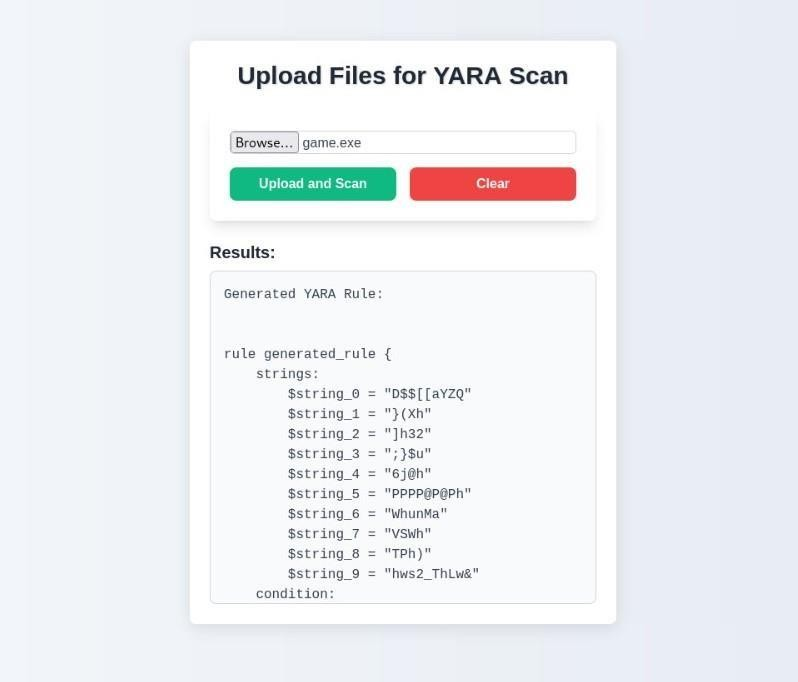 Upload Files for YARA Scan
Browse... game.exe
Upload and Scan Clear
Results:
Generated YARA Rule:
rule generated_rule {
    strings:
        $string_0 = "D$$[[aYZQ"
        $string_1 = "}(Xh"
        $string_2 = "]h32"
        $string_3 = ";}$u"
        $string_4 = "6j@h"
        $string_5 = "PPPP@P@Ph"
        $string_6 = "WhunMa"
        $string_7 = "VSWh"
        $string_8 = "TPh)"
        $string_9 = "hws2_ThLw&"
    condition: